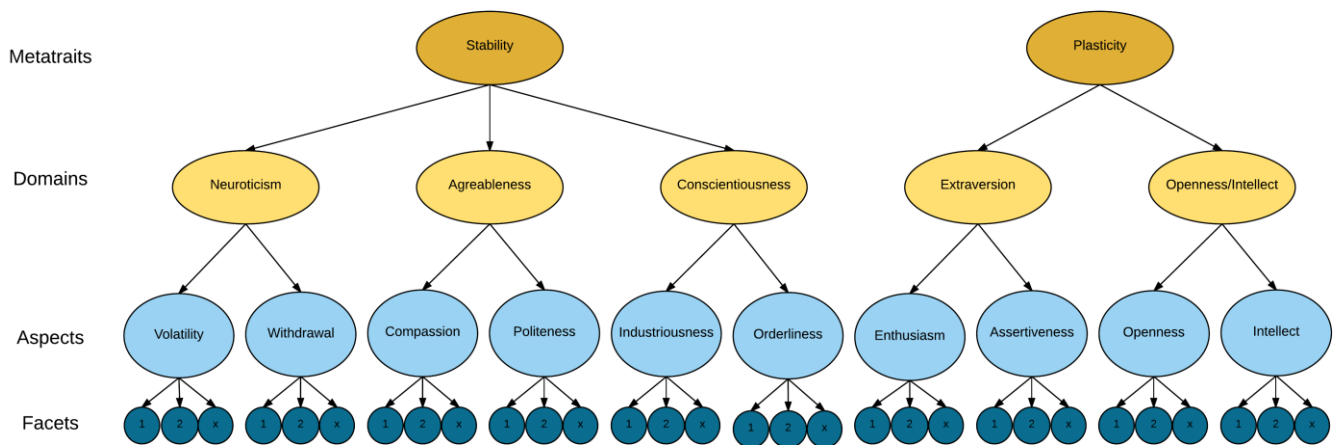 Metatraits
Stability
Plasticity
Domains
Neuroticism
Agreableness
Conscientiousness
Extraversion
Openness/Intellect
Aspects
Volatility
Withdrawal
Compassion
Politeness
Industriousness
Orderliness
Enthusiasm
Assertiveness
Openness
Intellect
Facets
1 2 x
1 2 x
1 2 x
1 2 x
1 2 x
1 2 x
1 2 x
1 2 x
1 2 x
1 2 x